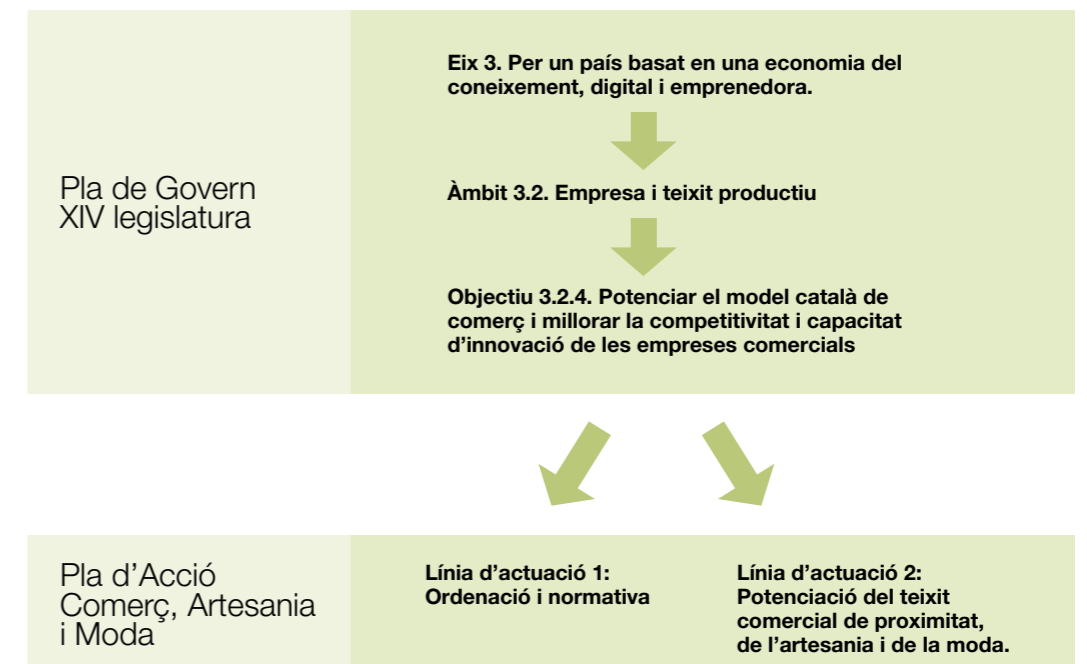 Pla de Govern
XIV legislatura
Eix 3. Per un país basat en una economia del
coneixement, digital i emprenedora.
Àmbit 3.2. Empresa i teixit productiu
Objectiu 3.2.4. Potenciar el model català de
comerç i millorar la competitivitat i capacitat
d’innovació de les empreses comercials
Pla d’Acció
Comerç, Artesania
i Moda
Línia d’actuació 1:
Ordenació i normativa
Línia d’actuació 2:
Potenciació del teixit
comercial de proximitat,
de l’artesania i de la moda.